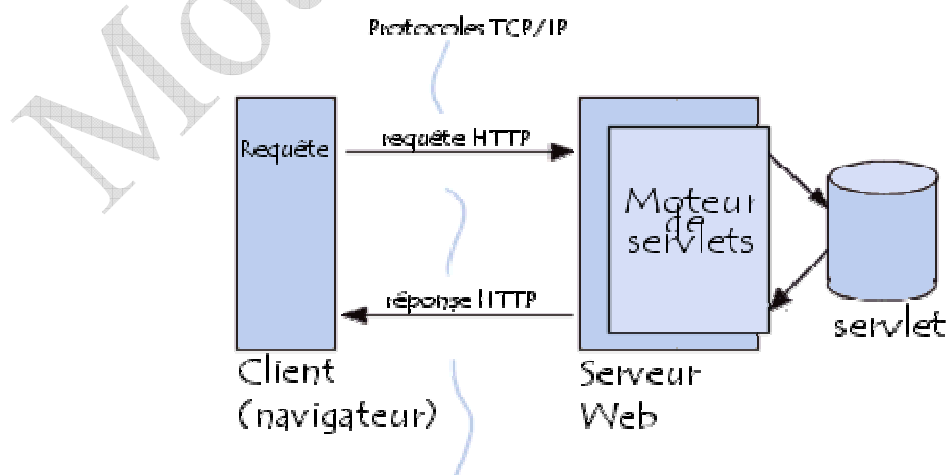 Protocoles TCP/IP
Requête
requête HTTP
Moteur
de
servlets
réponse HTTP
servlet
Client
(navigateur)
Serveur
Web